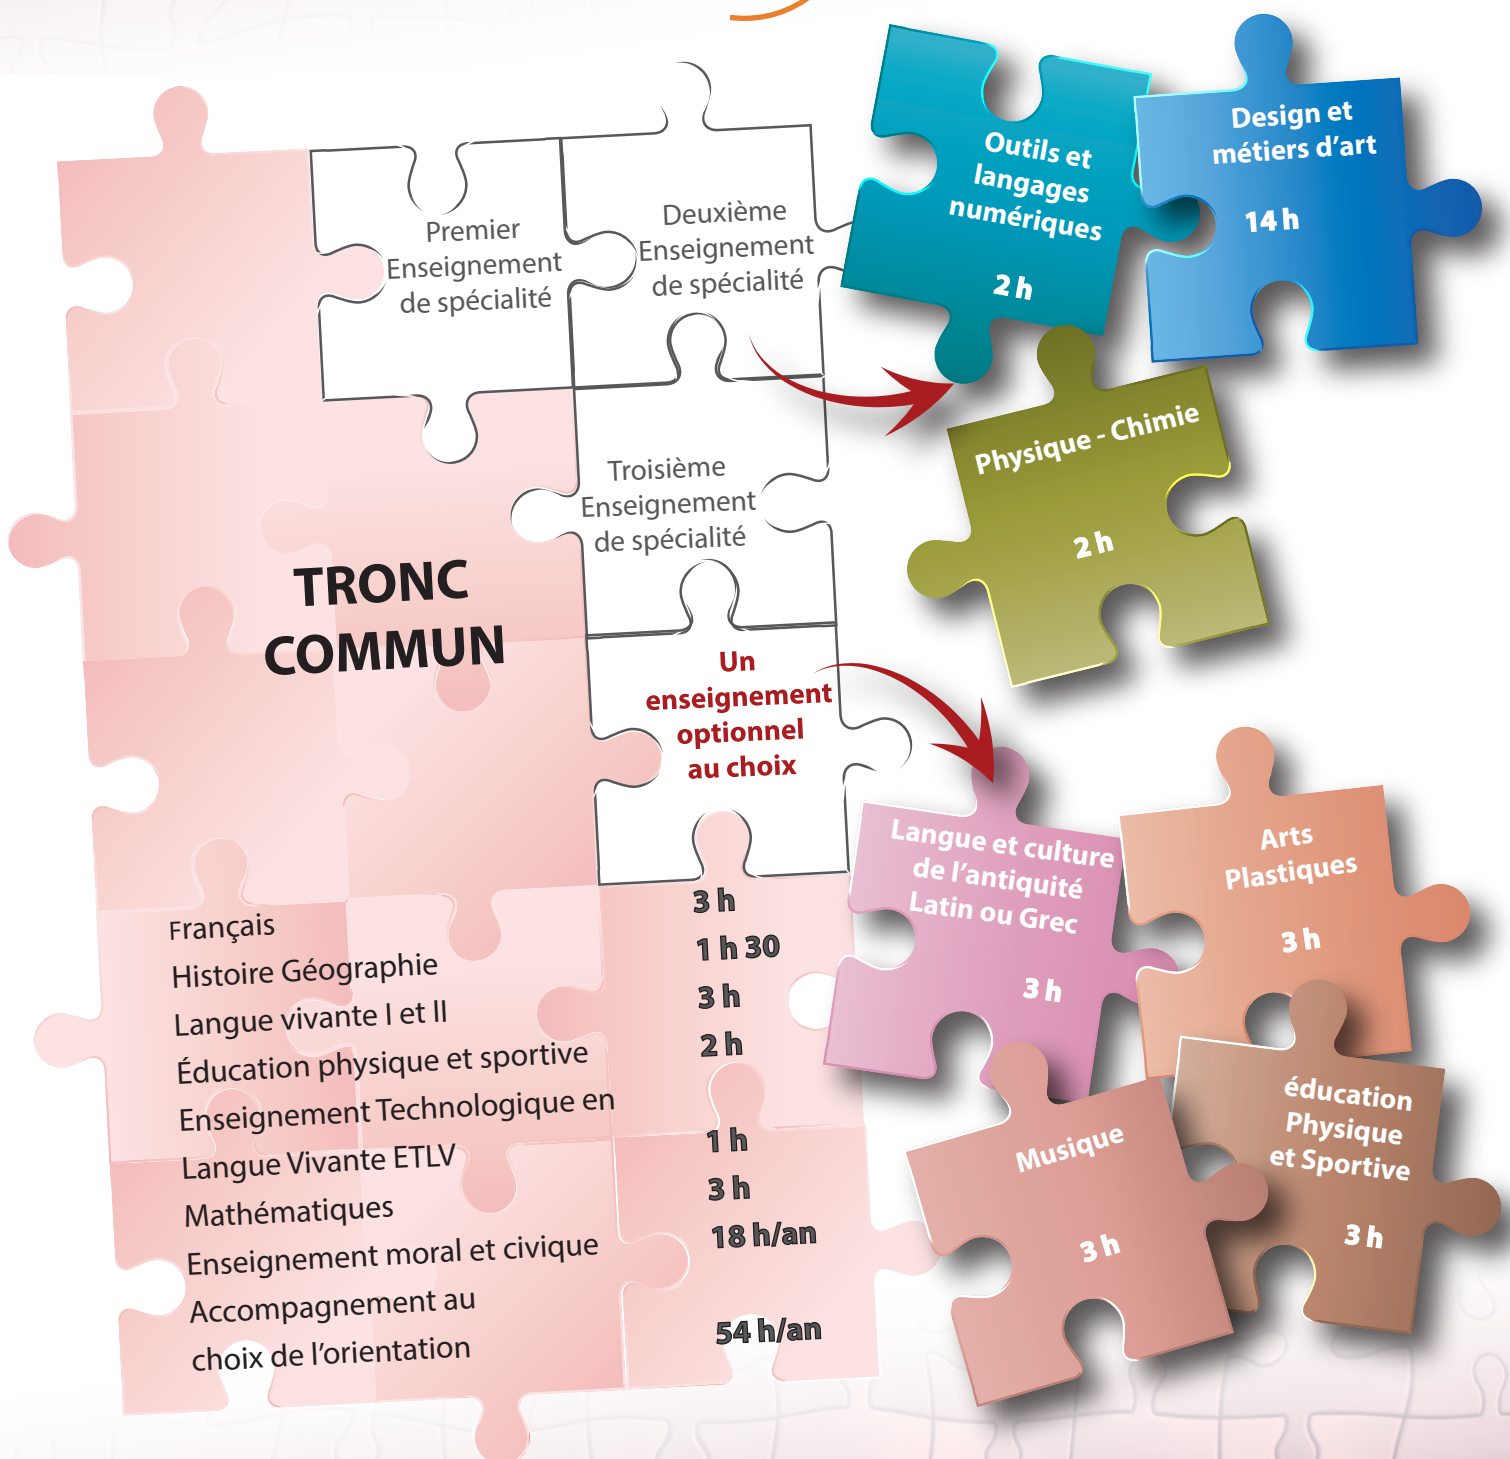 Premier
Enseignement
de spécialité
Deuxième
Enseignement
de spécialité
Troisième
Enseignement
de spécialité
Un
enseignement
optionnel
au choix
Outils et
langages
numériques
2 h
Design et
métiers d'art
14 h
Physique - Chimie
2 h
TRONC
COMMUN
Français 3 h
Histoire Géographie 1 h 30
Langue vivante I et II 3 h
Éducation physique et sportive 2 h
Enseignement Technologique en
Langue Vivante ETLV 1 h
Mathématiques 3 h
Enseignement moral et civique 18 h/an
Accompagnement au
choix de l'orientation 54 h/an
Langue et culture
de l'antiquité
Latin ou Grec
3 h
Arts
Plastiques
3 h
Musique
3 h
éducation
Physique
et Sportive
3 h